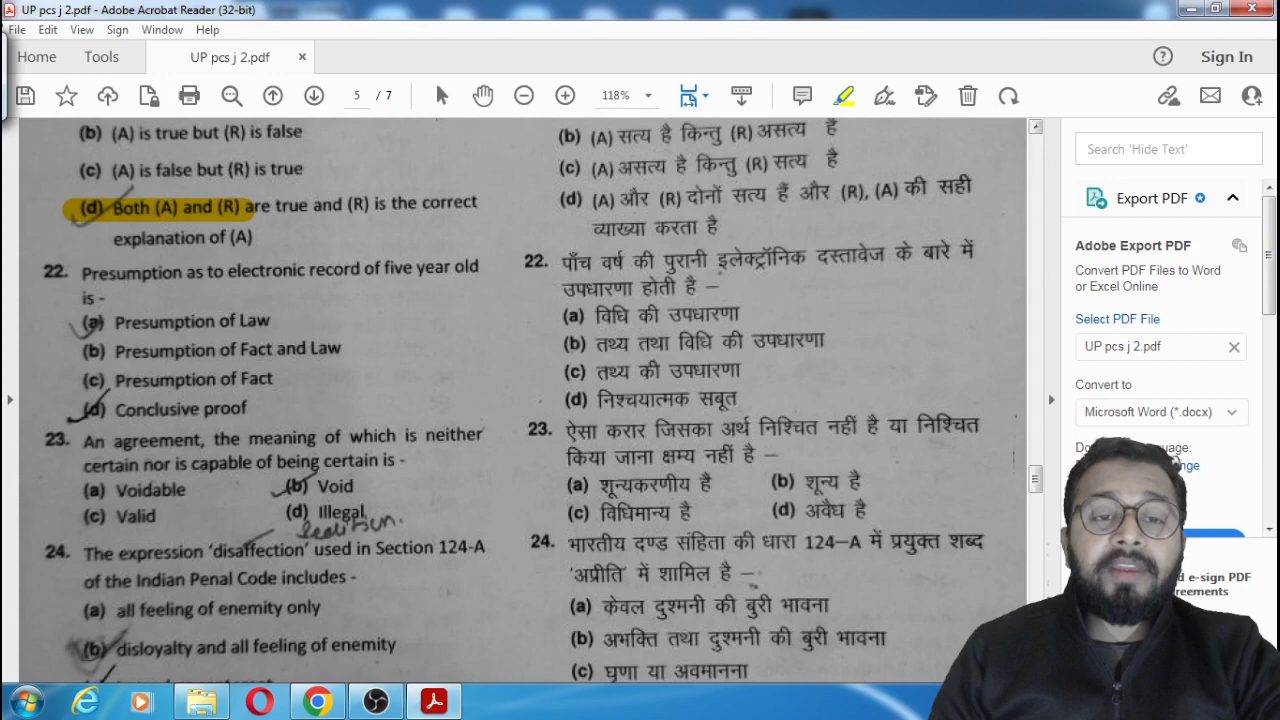 UP pcs j 2.pdf - Adobe Acrobat Reader (32-bit)
File Edit View Sign Window Help
Home Tools UP pcs j 2.pdf × Sign In
5 / 7 118%
(b) (A) is true but (R) is false
(c) (A) is false but (R) is true
(d) Both (A) and (R) are true and (R) is the correct
explanation of (A)
22. Presumption as to electronic record of five year old
is -
(a) Presumption of Law
(b) Presumption of Fact and Law
(c) Presumption of Fact
(d) Conclusive proof
23. An agreement, the meaning of which is neither
certain nor is capable of being certain is -
(a) Voidable (b) Void
(c) Valid (d) Illegal
24. The expression 'disaffection' used in Section 124-A
of the Indian Penal Code includes -
(a) all feeling of enemity only
(b) disloyalty and all feeling of enemity
(b) (A) सत्य है किन्तु (R) असत्य है
(c) (A) असत्य है किन्तु (R) सत्य है
(d) (A) और (R) दोनों सत्य हैं और (R), (A) की सही
व्याख्या करता है
22. पाँच वर्ष की पुरानी इलेक्ट्रॉनिक दस्तावेज के बारे में
उपधारणा होती है –
(a) विधि की उपधारणा
(b) तथ्य तथा विधि की उपधारणा
(c) तथ्य की उपधारणा
(d) निश्चयात्मक सबूत
23. ऐसा करार जिसका अर्थ निश्चित नहीं है या निश्चित
किया जाना क्षम्य नहीं है –
(a) शून्यकरणीय है (b) शून्य है
(c) विधिमान्य है (d) अवैध है
24. भारतीय दण्ड संहिता की धारा 124–A में प्रयुक्त शब्द
'अप्रीति' में शामिल है –
(a) केवल दुश्मनी की बुरी भावना
(b) अभक्ति तथा दुश्मनी की बुरी भावना
(c) घृणा या अवमानना
Search 'Hide Text'
Export PDF
Adobe Export PDF
Convert PDF Files to Word
or Excel Online
Select PDF File
UP pcs j 2.pdf
Convert to
Microsoft Word (*.docx)
e-sign PDF